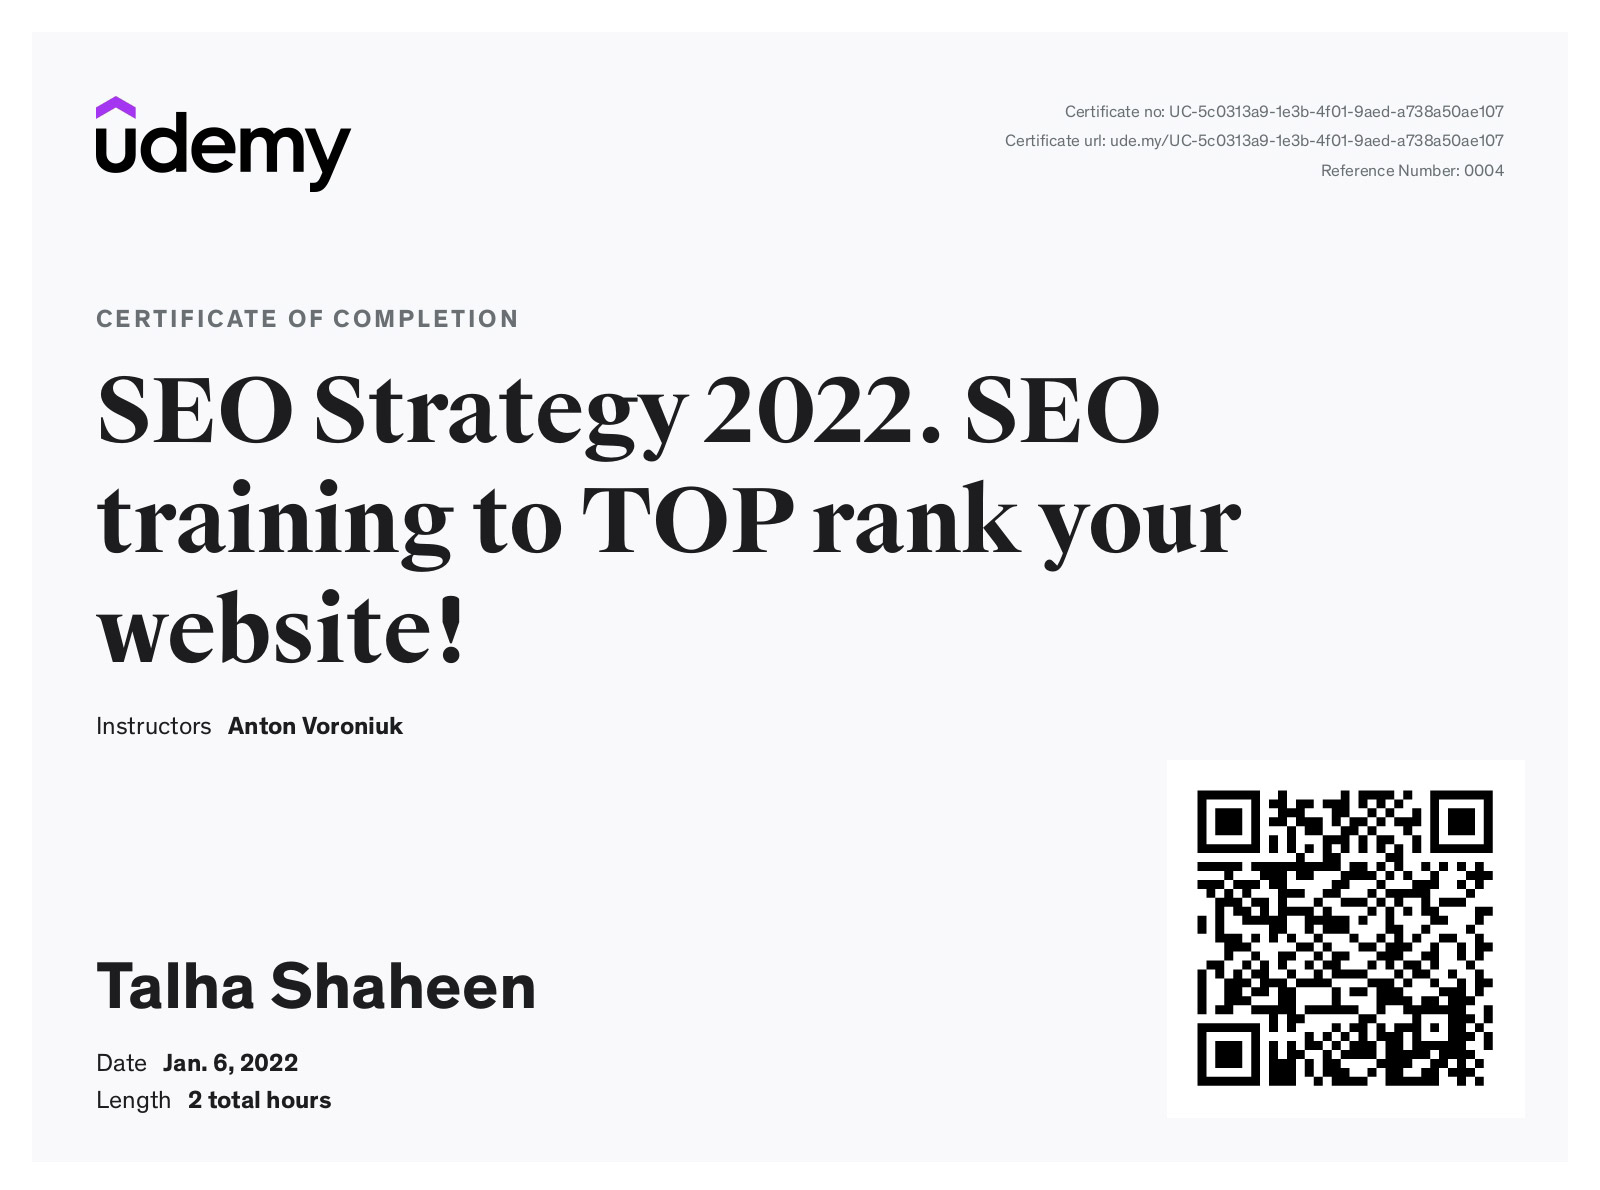 udemy
Certificate no: UC-5c0313a9-1e3b-4f01-9aed-a738a50ae107
Certificate url: ude.my/UC-5c0313a9-1e3b-4f01-9aed-a738a50ae107
Reference Number: 0004
CERTIFICATE OF COMPLETION
SEO Strategy 2022. SEO
training to TOP rank your
website!
Instructors Anton Voroniuk
Talha Shaheen
Date Jan. 6, 2022
Length 2 total hours